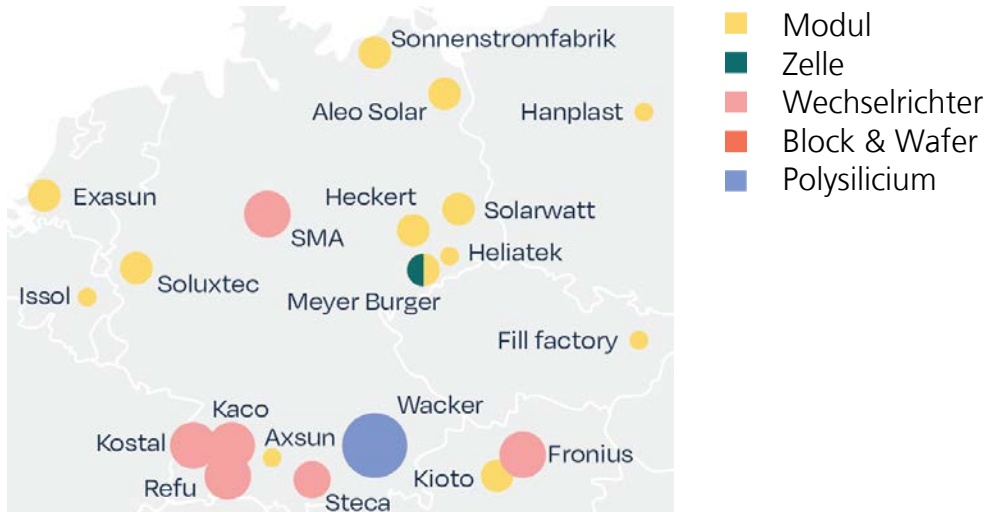 Sonnenstromfabrik
Aleo Solar
Hanplast
Exasun
Heckert
Solarwatt
SMA
Heliatek
Soluxtec
Issol
Meyer Burger
Fill factory
Wacker
Kaco
Kostal
Axsun
Fronius
Kioto
Refu
Steca
Modul
Zelle
Wechselrichter
Block & Wafer
Polysilicium